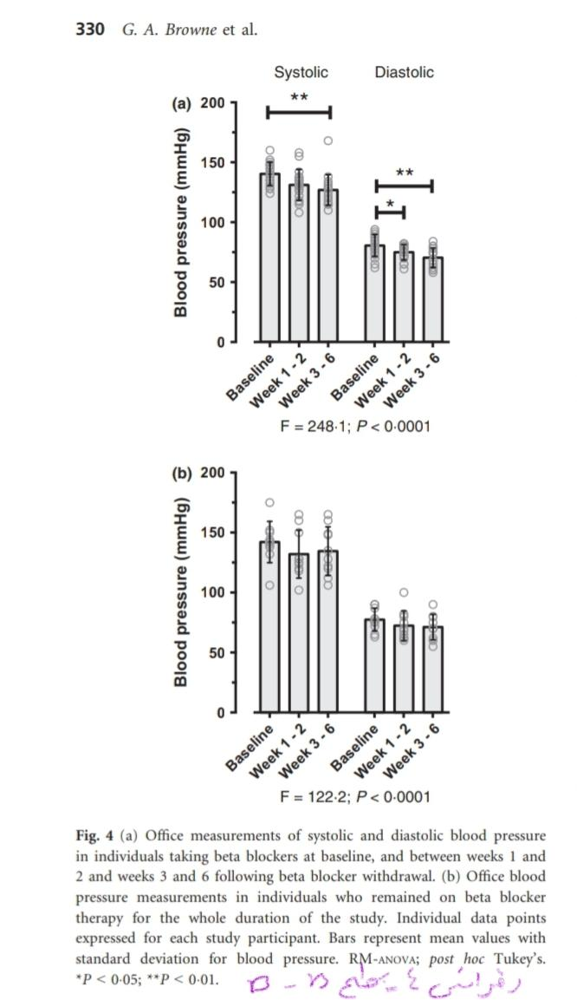 330 G. A. Browne et al.
Systolic Diastolic
(a) 200
**
150
**
*
100
50
0
Blood pressure (mmHg)
Baseline
Week 1 - 2
Week 3 - 6
Baseline
Week 1 - 2
Week 3 - 6
F = 248·1; P < 0·0001
(b) 200
150
100
50
0
Blood pressure (mmHg)
Baseline
Week 1 - 2
Week 3 - 6
Baseline
Week 1 - 2
Week 3 - 6
F = 122·2; P < 0·0001
Fig. 4 (a) Office measurements of systolic and diastolic blood pressure
in individuals taking beta blockers at baseline, and between weeks 1 and
2 and weeks 3 and 6 following beta blocker withdrawal. (b) Office blood
pressure measurements in individuals who remained on beta blocker
therapy for the whole duration of the study. Individual data points
expressed for each study participant. Bars represent mean values with
standard deviation for blood pressure. RM-ANOVA; post hoc Tukey's.
*P < 0·05; **P < 0·01.